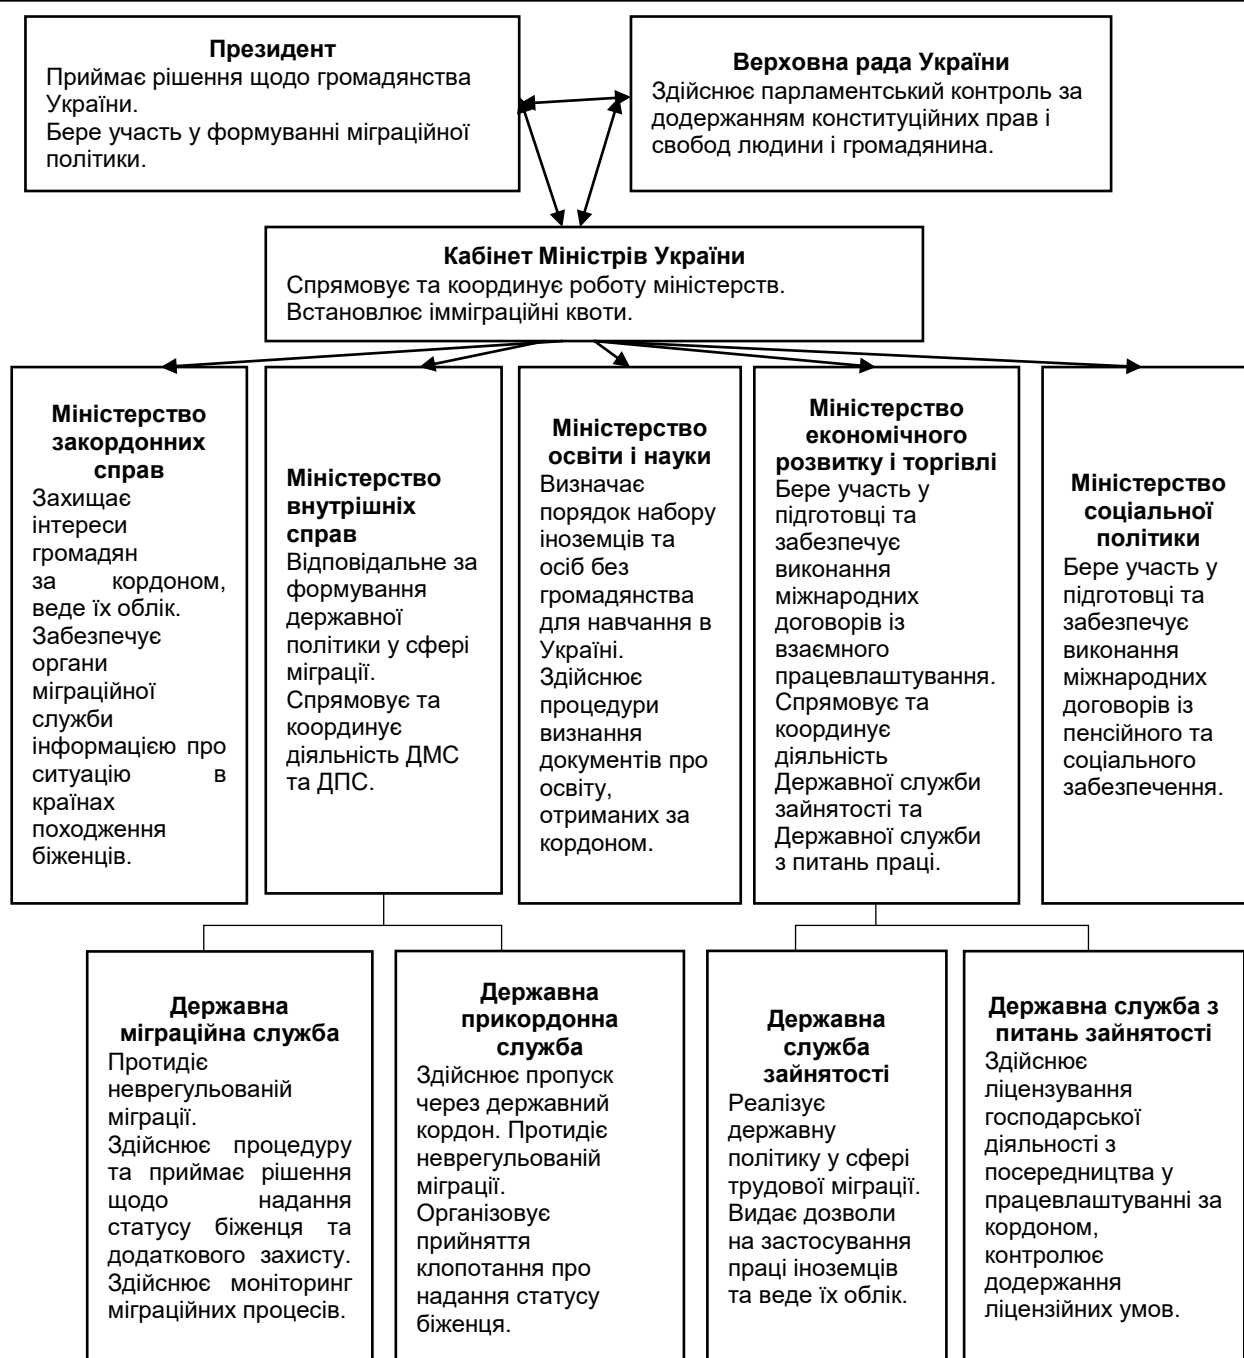 Президент
Приймає рішення щодо громадянства
України.
Бере участь у формуванні міграційної
політики.
Верховна рада України
Здійснює парламентський контроль за
додержанням конституційних прав і
свобод людини і громадянина.
Кабінет Міністрів України
Спрямовує та координує роботу міністерств.
Встановлює імміграційні квоти.
Міністерство
закордонних
справ
Захищає
інтереси
громадян
за кордоном,
веде їх облік.
Забезпечує
органи
міграційної
служби
інформацією про
ситуацію в
країнах
походження
біженців.
Міністерство
внутрішніх
справ
Відповідальне за
формування
державної
політики у сфері
міграції.
Спрямовує та
координує
діяльність ДМС
та ДПС.
Міністерство
освіти і науки
Визначає
порядок набору
іноземців та
осіб без
громадянства
для навчання в
Україні.
Здійснює
процедури
визнання
документів про
освіту,
отриманих за
кордоном.
Міністерство
економічного
розвитку і торгівлі
Бере участь у
підготовці та
забезпечує
виконання
міжнародних
договорів із
взаємного
працевлаштування.
Спрямовує та
координує
діяльність
Державної служби
зайнятості та
Державної служби
з питань праці.
Міністерство
соціальної
політики
Бере участь у
підготовці та
забезпечує
виконання
міжнародних
договорів із
пенсійного та
соціального
забезпечення.
Державна
міграційна служба
Протидіє
неврегульованій
міграції.
Здійснює процедуру
та приймає рішення
щодо надання
статусу біженця та
додаткового захисту.
Здійснює моніторинг
міграційних процесів.
Державна
прикордонна
служба
Здійснює пропуск
через державний
кордон. Протидіє
неврегульованій
міграції.
Організовує
прийняття
клопотання про
надання статусу
біженця.
Державна
служба
зайнятості
Реалізує
державну
політику у сфері
трудової міграції.
Видає дозволи
на застосування
праці іноземців
та веде їх облік.
Державна служба з
питань зайнятості
Здійснює
ліцензування
господарської
діяльності з
посередництва у
працевлаштуванні за
кордоном,
контролює
додержання
ліцензійних умов.